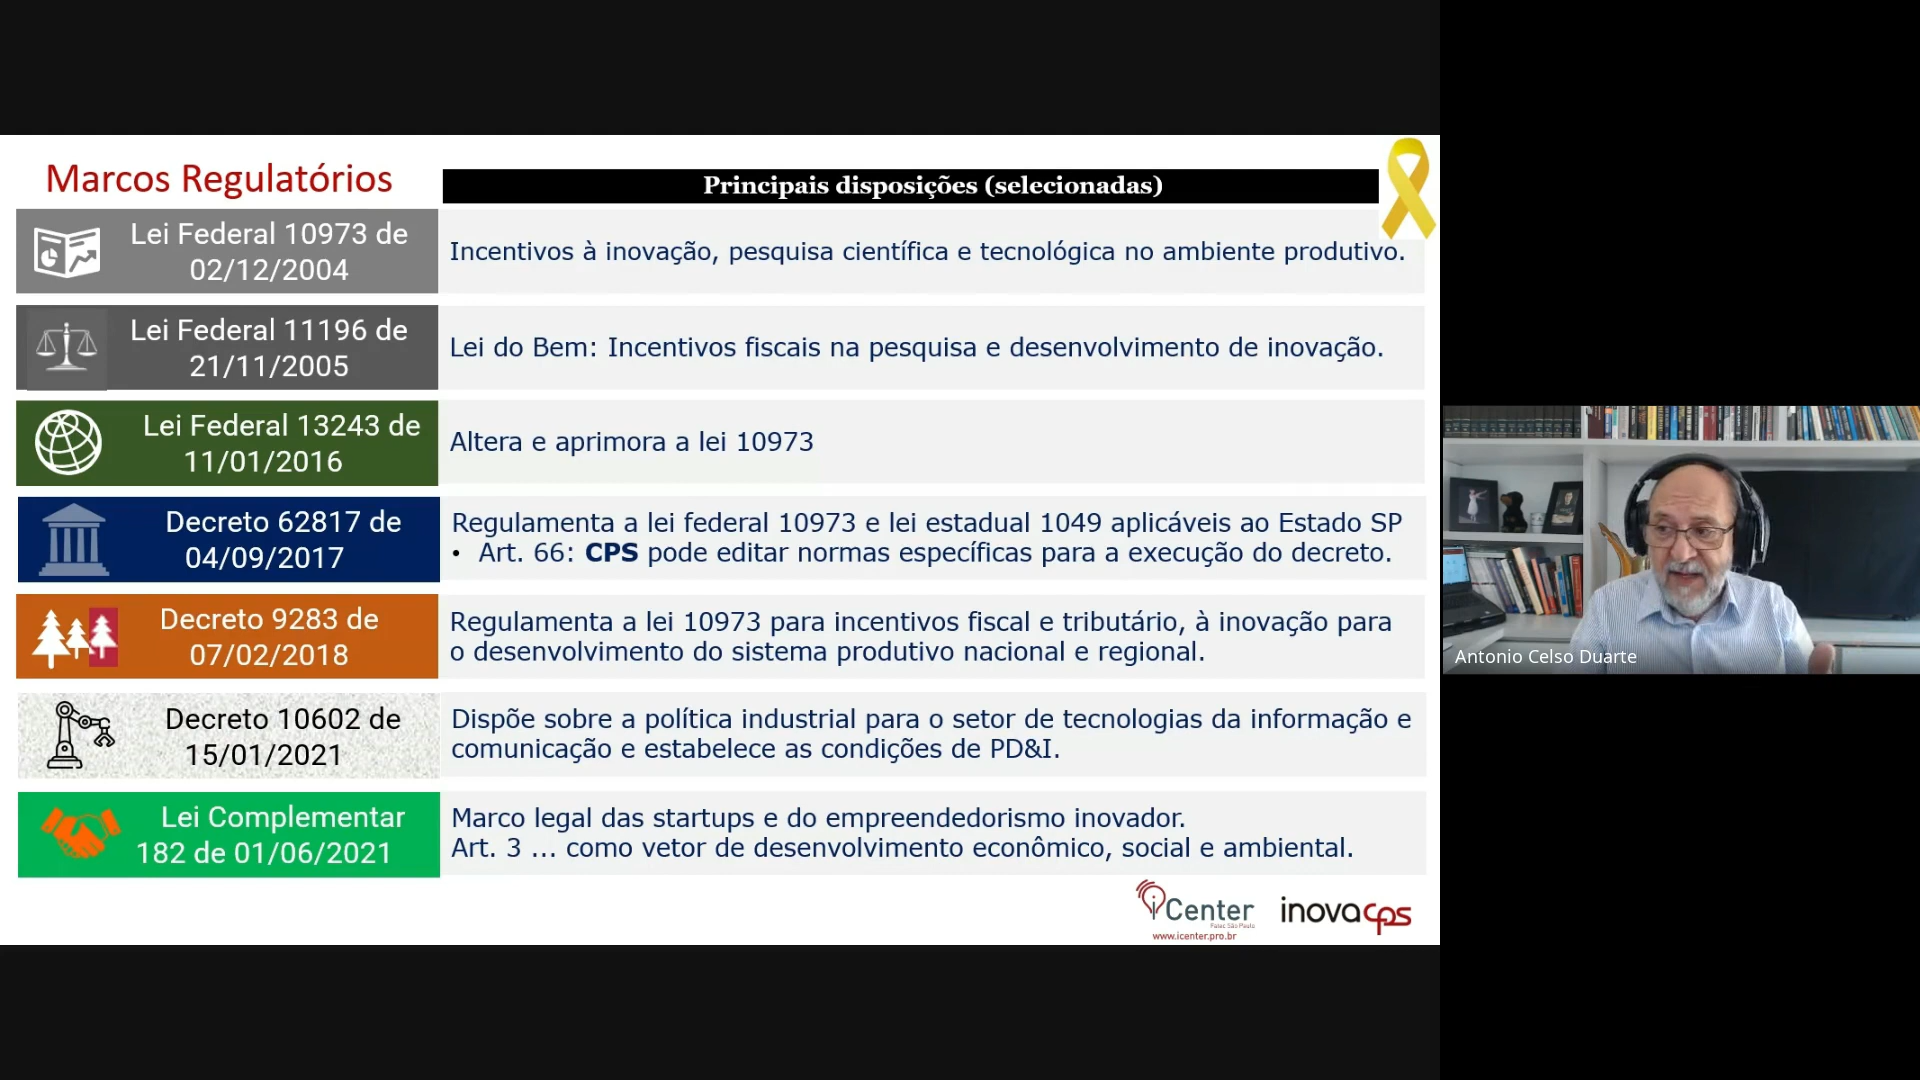 Marcos Regulatórios
Principais disposições (selecionadas)
Lei Federal 10973 de
02/12/2004
Incentivos à inovação, pesquisa científica e tecnológica no ambiente produtivo.
Lei Federal 11196 de
21/11/2005
Lei do Bem: Incentivos fiscais na pesquisa e desenvolvimento de inovação.
Lei Federal 13243 de
11/01/2016
Altera e aprimora a lei 10973
Decreto 62817 de
04/09/2017
Regulamenta a lei federal 10973 e lei estadual 1049 aplicáveis ao Estado SP
• Art. 66: CPS pode editar normas específicas para a execução do decreto.
Decreto 9283 de
07/02/2018
Regulamenta a lei 10973 para incentivos fiscal e tributário, à inovação para
o desenvolvimento do sistema produtivo nacional e regional.
Decreto 10602 de
15/01/2021
Dispõe sobre a política industrial para o setor de tecnologias da informação e
comunicação e estabelece as condições de PD&I.
Lei Complementar
182 de 01/06/2021
Marco legal das startups e do empreendedorismo inovador.
Art. 3 ... como vetor de desenvolvimento econômico, social e ambiental.
iCenter
Fatec São Paulo
www.icenter.pro.br
inovacps
Antonio Celso Duarte